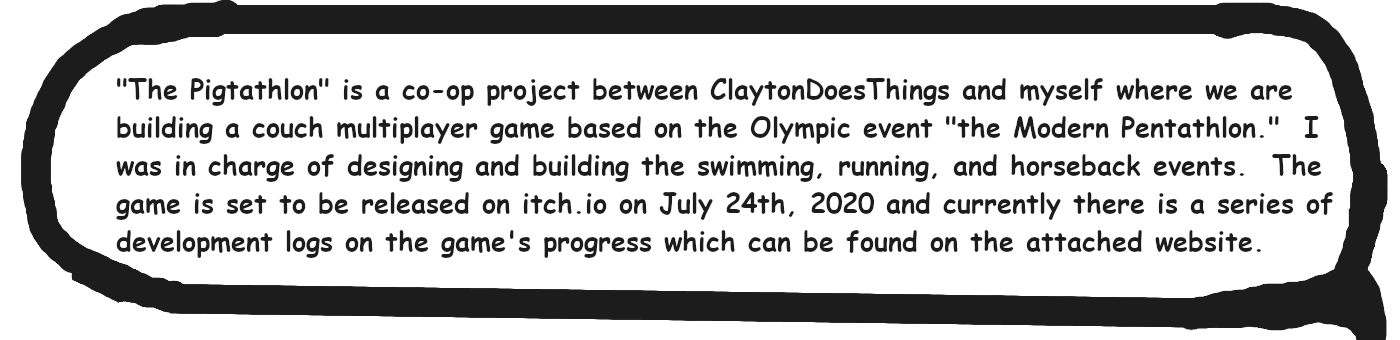 "The Pigtathlon" is a co-op project between ClaytonDoesThings and myself where we are
building a couch multiplayer game based on the Olympic event "the Modern Pentathlon."  I
was in charge of designing and building the swimming, running, and horseback events.  The
game is set to be released on itch.io on July 24th, 2020 and currently there is a series of
development logs on the game's progress which can be found on the attached website.